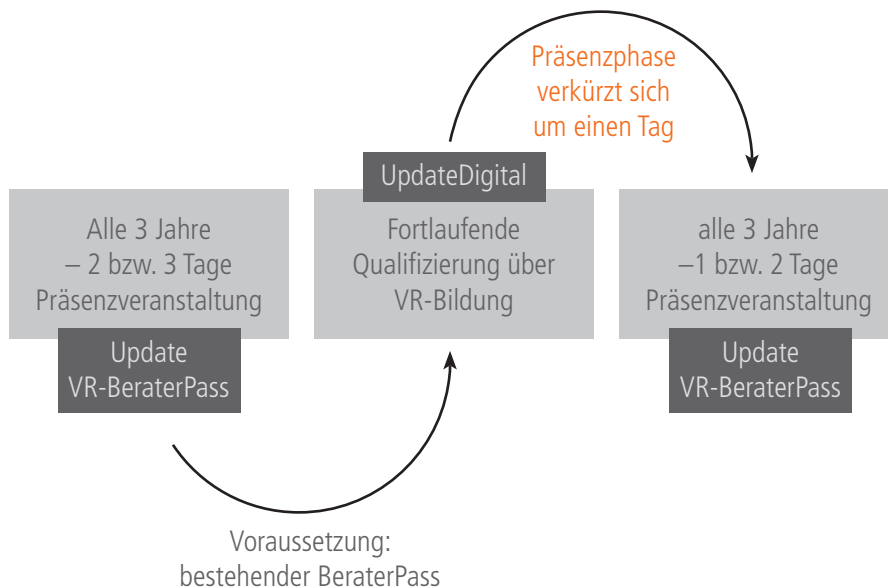 Präsenzphase
verkürzt sich
um einen Tag
UpdateDigital
Alle 3 Jahre
– 2 bzw. 3 Tage
Präsenzveranstaltung
Update
VR-BeraterPass
Fortlaufende
Qualifizierung über
VR-Bildung
alle 3 Jahre
–1 bzw. 2 Tage
Präsenzveranstaltung
Update
VR-BeraterPass
Voraussetzung:
bestehender BeraterPass